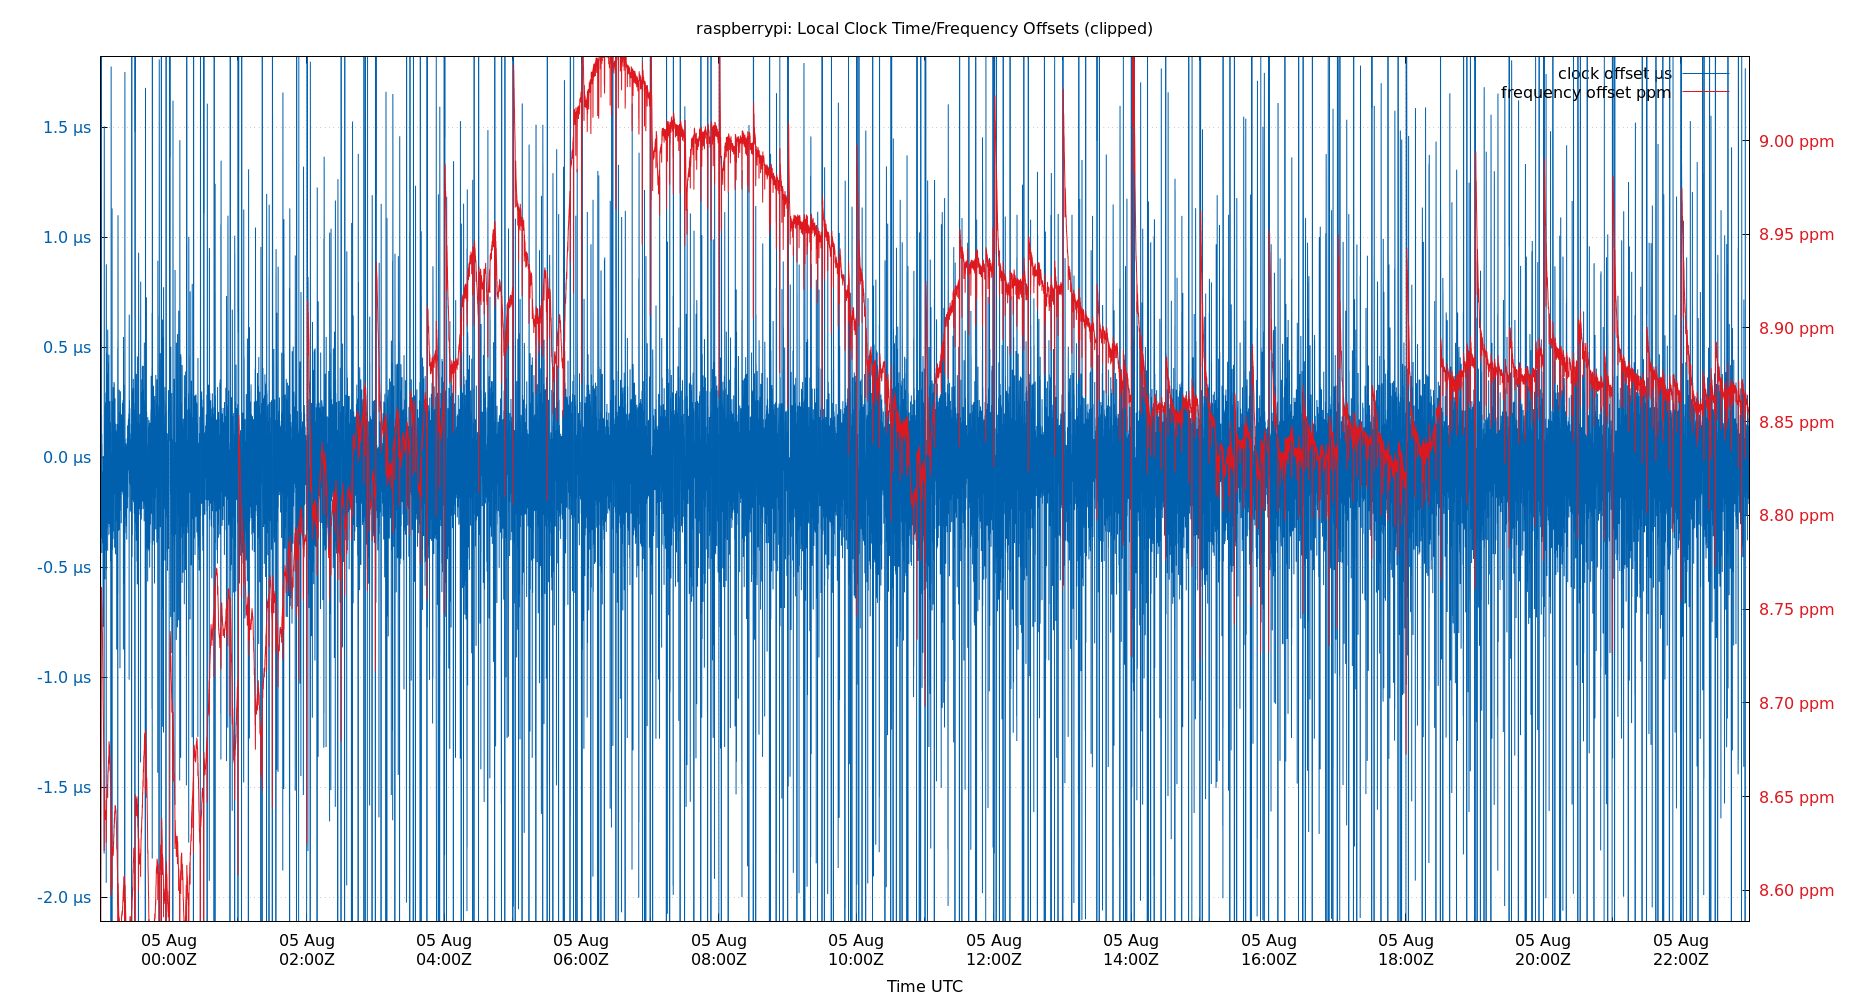 raspberrypi: Local Clock Time/Frequency Offsets (clipped)
clock offset µs
frequency offset ppm
1.5 µs
1.0 µs
0.5 µs
0.0 µs
-0.5 µs
-1.0 µs
-1.5 µs
-2.0 µs
9.00 ppm
8.95 ppm
8.90 ppm
8.85 ppm
8.80 ppm
8.75 ppm
8.70 ppm
8.65 ppm
8.60 ppm
05 Aug 05 Aug 05 Aug 05 Aug 05 Aug 05 Aug 05 Aug 05 Aug 05 Aug 05 Aug 05 Aug 05 Aug
00:00Z 02:00Z 04:00Z 06:00Z 08:00Z 10:00Z 12:00Z 14:00Z 16:00Z 18:00Z 20:00Z 22:00Z
Time UTC